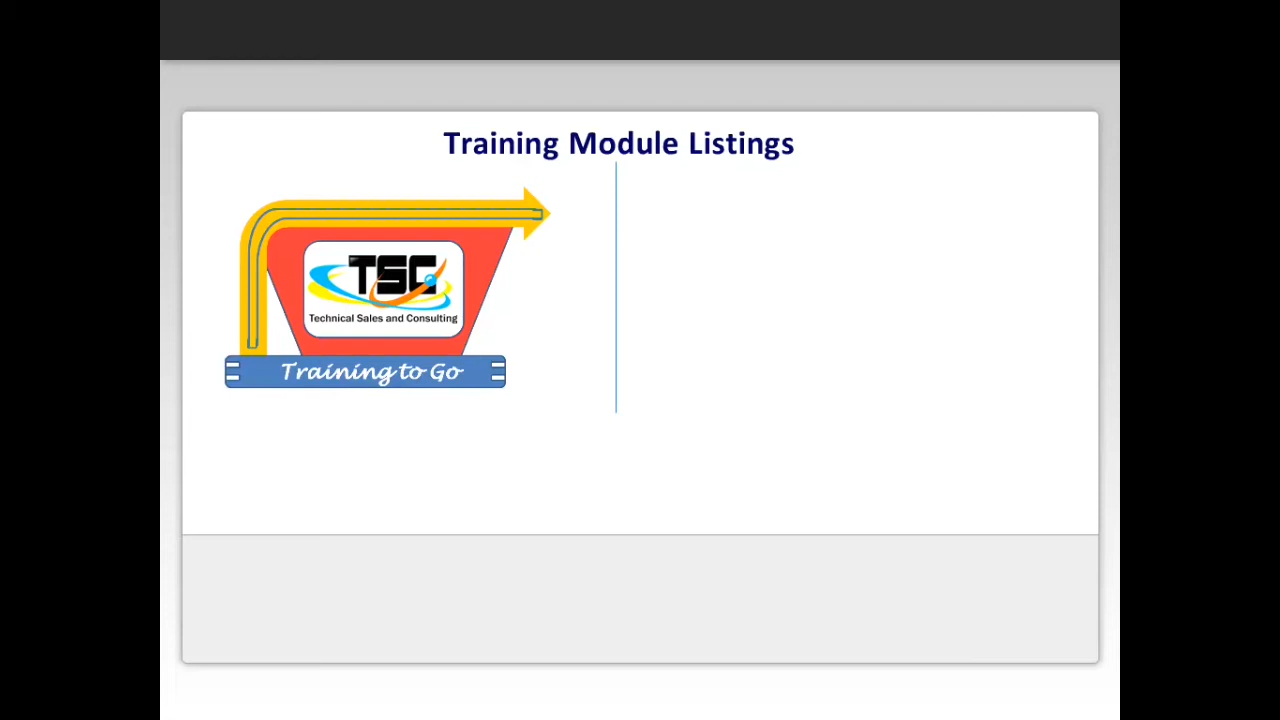 Training Module Listings
TSC
Technical Sales and Consulting
Training to Go